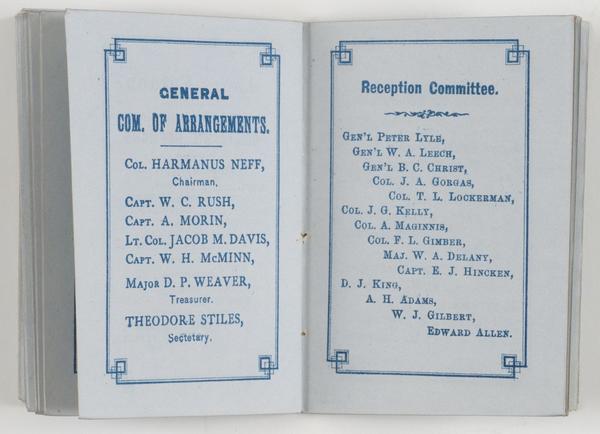 GENERAL
COM. OF ARRANGEMENTS.
COL. HARMANUS NEFF,
Chairman.
CAPT. W. C. RUSH,
CAPT. A. MORIN,
LT. COL. JACOB M. DAVIS,
CAPT. W. H. McMINN,
MAJOR D. P. WEAVER,
Treasurer.
THEODORE STILES,
Sectetary.
Reception Committee.
GEN'L PETER LYLE,
GEN'L W. A. LEECH,
GEN'L B. C. CHRIST,
COL. J. A. GORGAS,
COL. T. L. LOCKERMAN,
COL. J. G. KELLY,
COL. A. MAGINNIS,
COL. F. L. GIMBER,
MAJ. W. A. DELANY,
CAPT. E. J. HINCKEN,
D. J. KING,
A. H. ADAMS,
W. J. GILBERT,
EDWARD ALLEN.